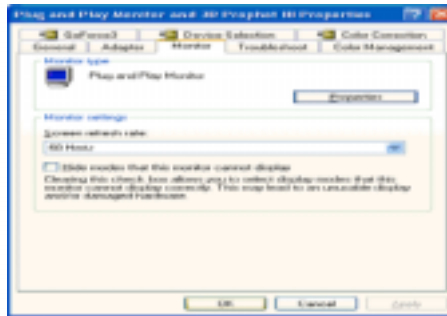 Plug and Play Monitor and 3D Prophet III Properties
GeForce3 Device Selection Color Correction
General Adapter Monitor Troubleshoot Color Management
Monitor type
Plug and Play Monitor
Properties
Monitor settings
Screen refresh rate:
60 Hertz
Hide modes that this monitor cannot display
Clearing this check box allows you to select display modes that this
monitor cannot display correctly. This may lead to an unusable display
and/or damaged hardware.
OK Cancel Apply